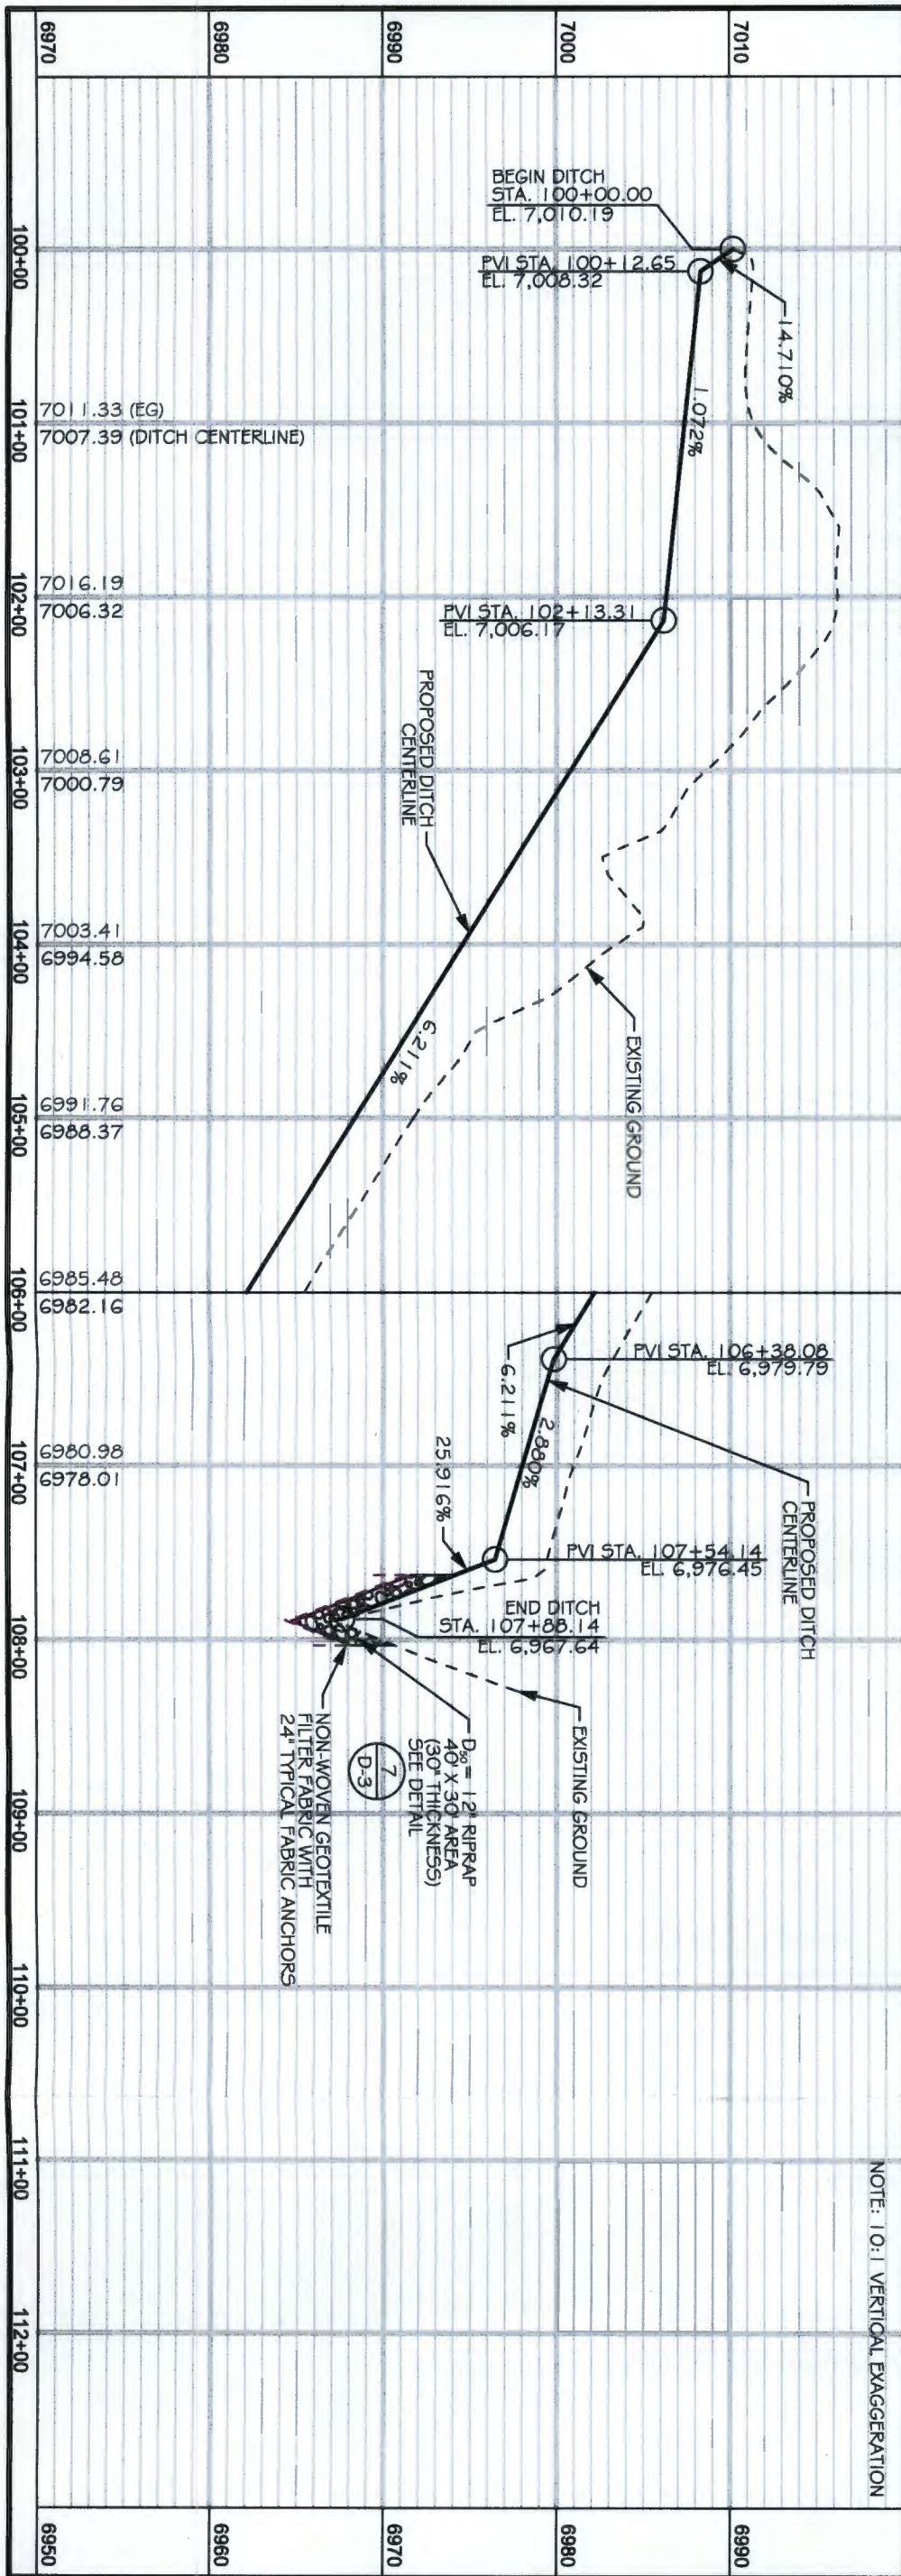 NOTE: 10:1 VERTICAL EXAGGERATION
7010
7000
6990
6980
6970
BEGIN DITCH
STA. 100+00.00
EL. 7,010.19
PVI STA. 100+12.65
EL. 7,008.32
14.710%
1.072%
PVI STA. 102+13.31
EL. 7,006.17
PROPOSED DITCH
CENTERLINE
6.211%
EXISTING GROUND
6.211%
PVI STA. 106+38.08
EL. 6,979.79
2.880%
PROPOSED DITCH
CENTERLINE
25.916%
PVI STA. 107+54.14
EL. 6,976.45
END DITCH
STA. 107+88.14
EL. 6,967.64
EXISTING GROUND
D50 = 12" RIPRAP
40' X 30' AREA
(30" THICKNESS)
SEE DETAIL
7
D-3
NON-WOVEN GEOTEXTILE
FILTER FABRIC WITH
24" TYPICAL FABRIC ANCHORS
6990
6980
6970
6960
6950
7011.33 (EG)
7007.39 (DITCH CENTERLINE)
7016.19
7006.32
7008.61
7000.79
7003.41
6994.58
6991.76
6988.37
6985.48
6982.16
6980.98
6978.01
100+00
101+00
102+00
103+00
104+00
105+00
106+00
107+00
108+00
109+00
110+00
111+00
112+00